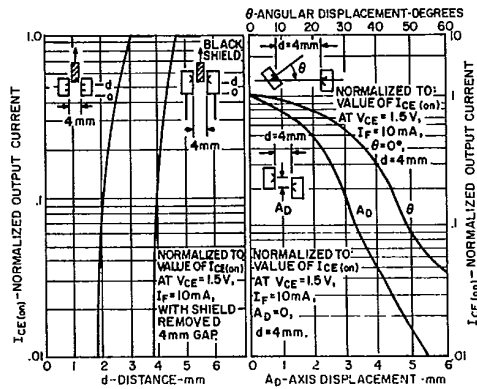 θ-ANGULAR DISPLACEMENT-DEGREES
0 10 20 30 40 50 60
1.0
BLACK
SHIELD
d
o
4mm
d
o
4mm
.1
.01
ICE(on)-NORMALIZED OUTPUT CURRENT
NORMALIZED TO
VALUE OF ICE(on)
AT VCE=1.5V,
IF=10mA,
WITH SHIELD
REMOVED
4mm GAP.
0 1 2 3 4 5 6
d-DISTANCE-mm
d=4mm
θ
NORMALIZED TO
VALUE OF ICE(on)
AT VCE=1.5V,
IF=10mA,
θ=0°,
d=4mm
d=4mm
AD
AD
θ
NORMALIZED TO
VALUE OF ICE(on)
AT VCE=1.5V,
IF=10mA,
AD=0,
d=4mm.
10
1
.1
.01
ICE(on)-NORMALIZED OUTPUT CURRENT
0 1 2 3 4 5 6
AD-AXIS DISPLACEMENT-mm